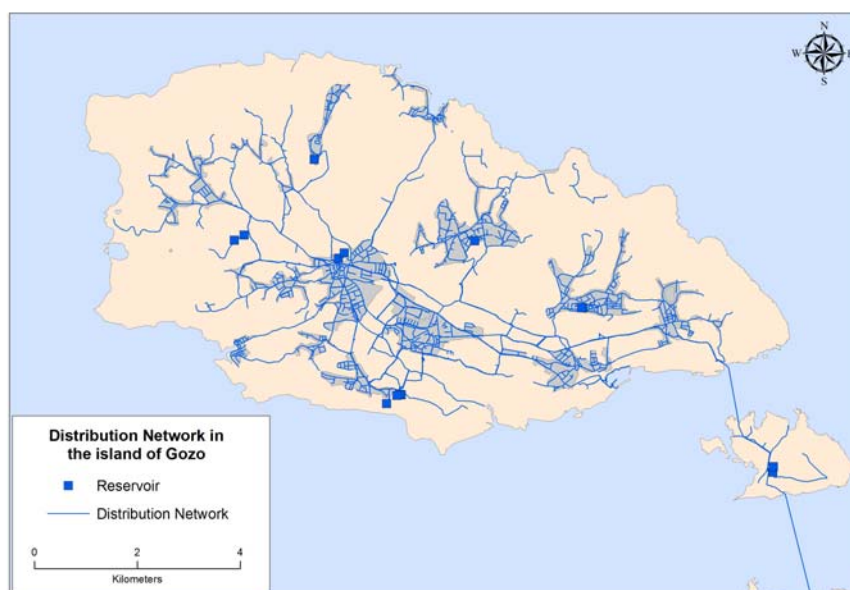 N
W E
S
Distribution Network in
the island of Gozo
Reservoir
Distribution Network
0 2 4
Kilometers